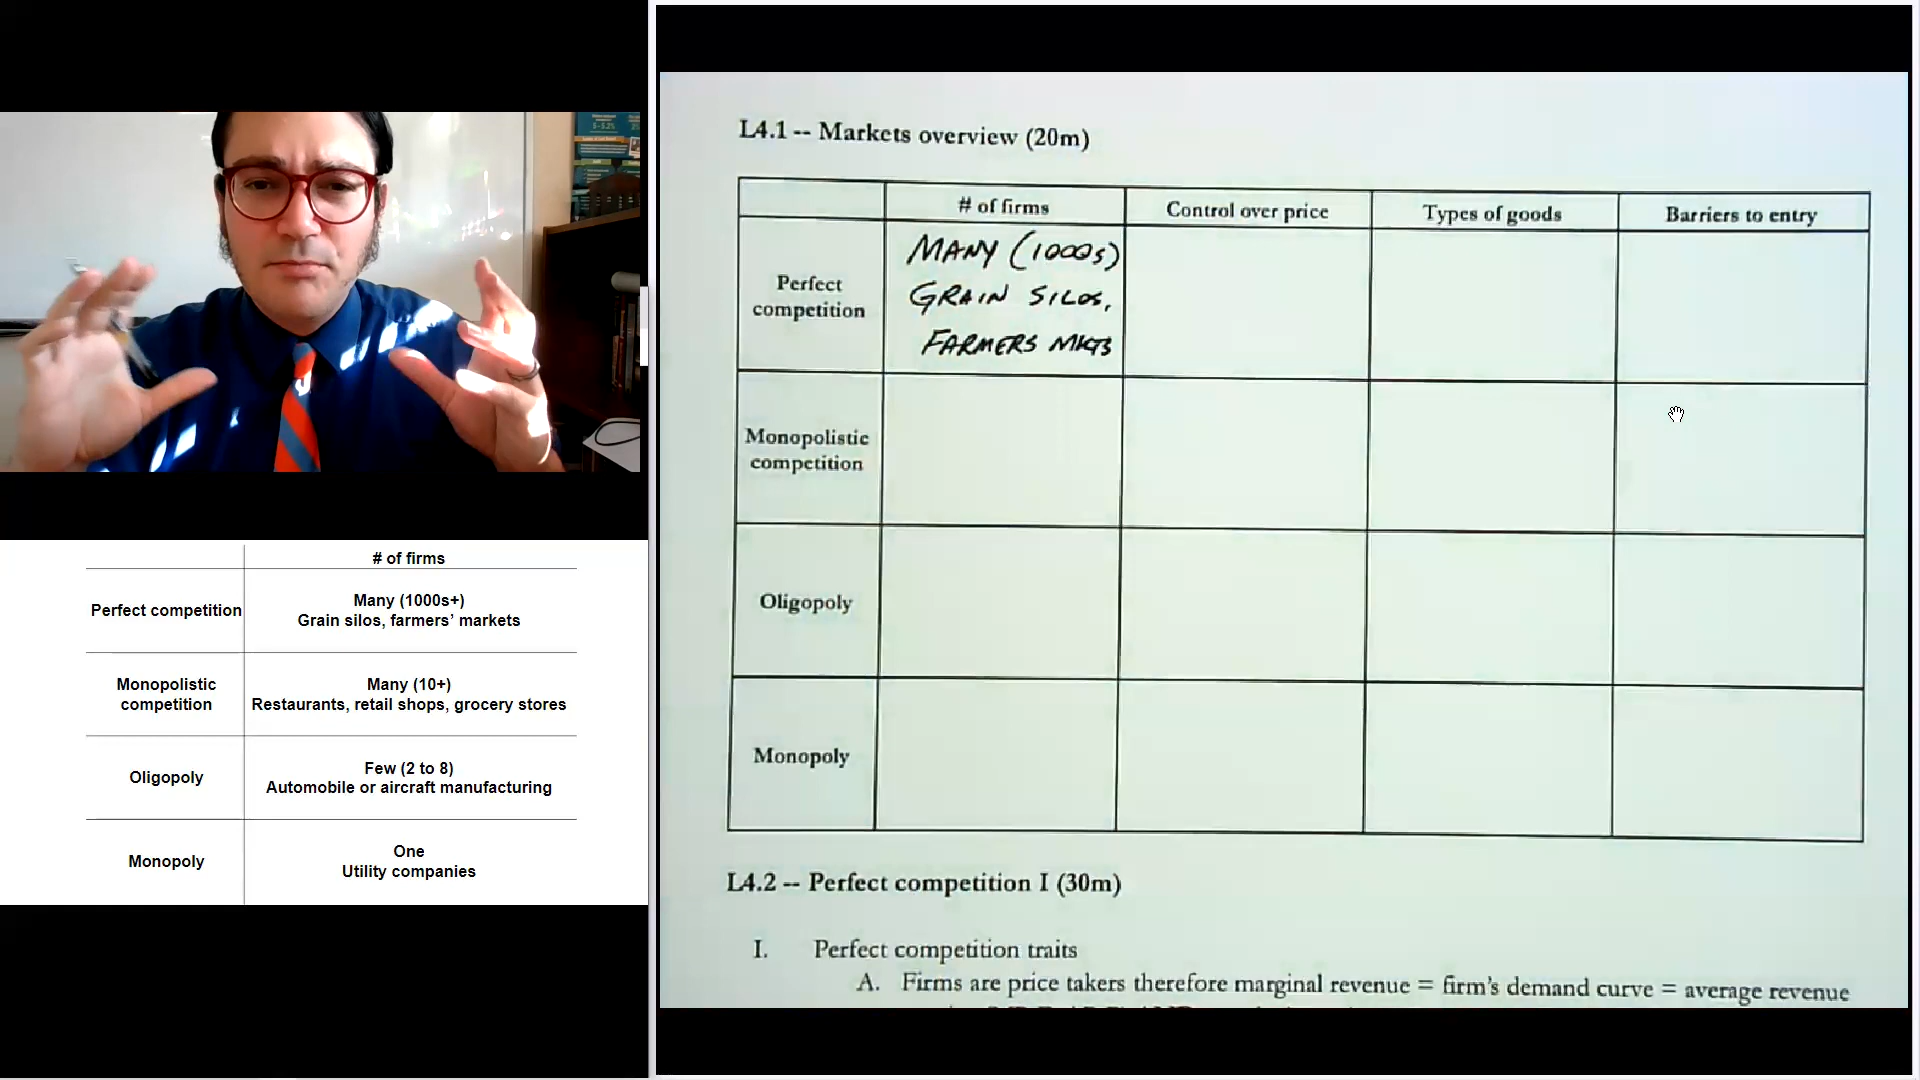 5-5.25
# of firms
Perfect competition
Many (1000s+)
Grain silos, farmers’ markets
Monopolistic
competition
Many (10+)
Restaurants, retail shops, grocery stores
Oligopoly
Few (2 to 8)
Automobile or aircraft manufacturing
Monopoly
One
Utility companies
L4.1 -- Markets overview (20m)
# of firms
Control over price
Types of goods
Barriers to entry
Perfect
competition
MANY (1000s)
GRAIN SILOS,
FARMERS MKTS
Monopolistic
competition
Oligopoly
Monopoly
L4.2 -- Perfect competition I (30m)
I. Perfect competition traits
A. Firms are price takers therefore marginal revenue = firm’s demand curve = average revenue